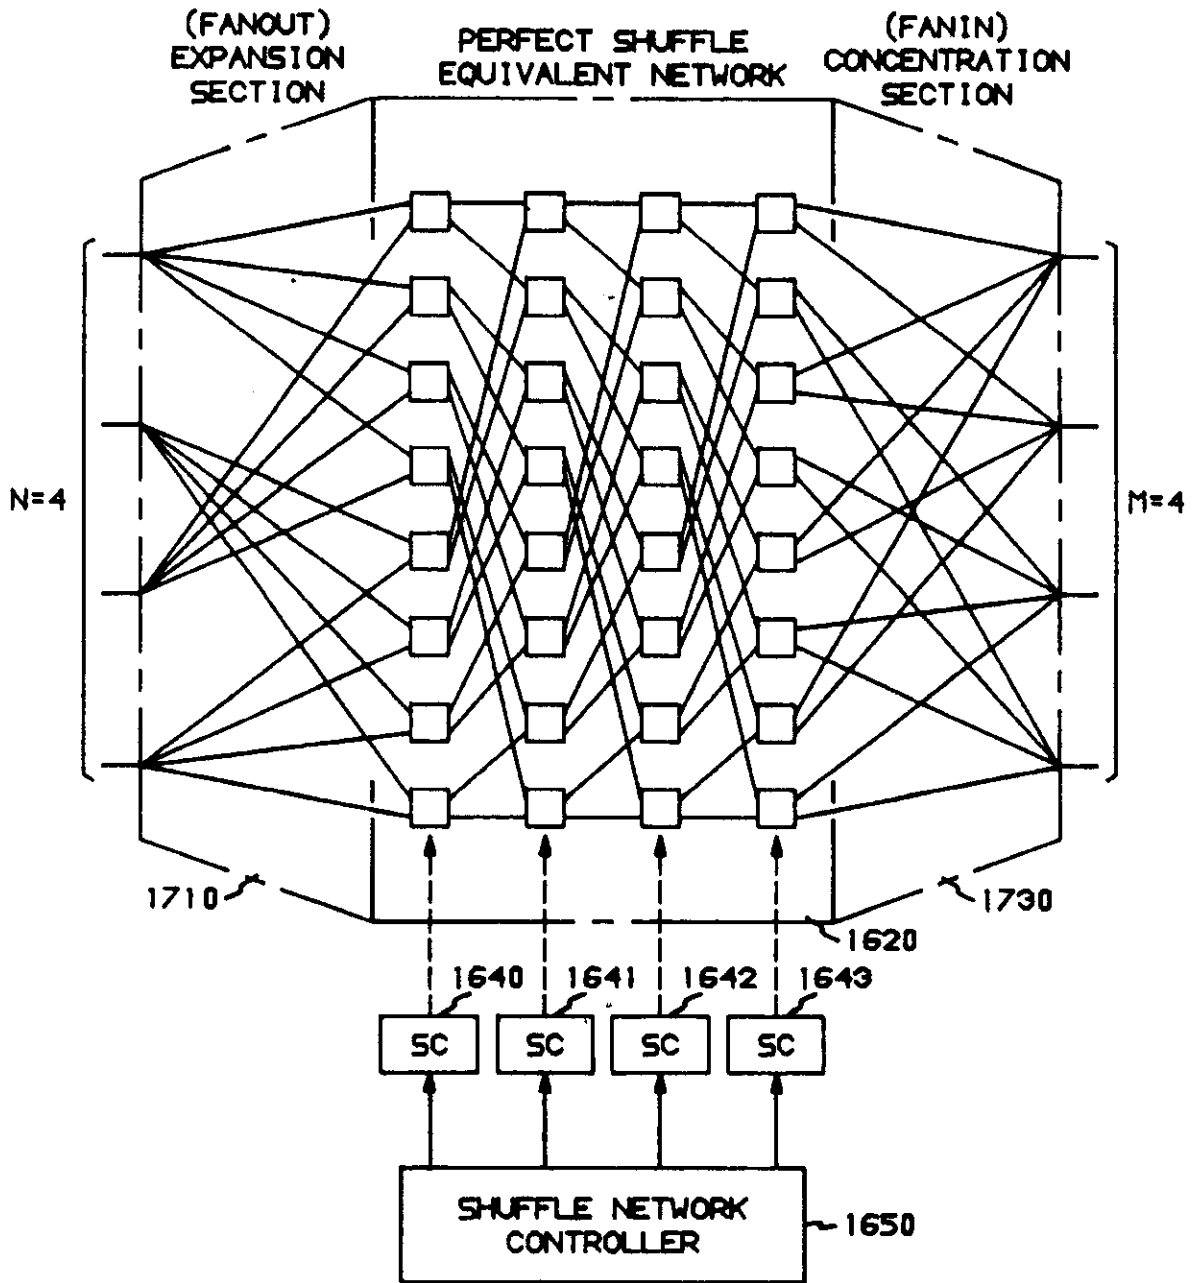 (FANOUT)
EXPANSION
SECTION
PERFECT SHUFFLE
EQUIVALENT NETWORK
(FANIN)
CONCENTRATION
SECTION
N=4
M=4
1710
1730
1620
1640
1641
1642
1643
SC
SC
SC
SC
SHUFFLE NETWORK
CONTROLLER
1650